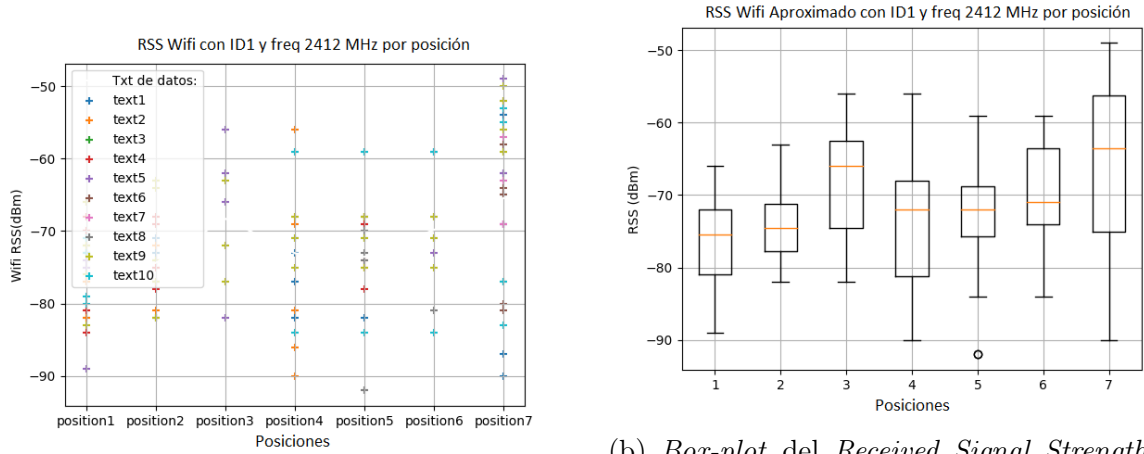 RSS Wifi con ID1 y freq 2412 MHz por posición
Txt de datos:
text1
text2
text3
text4
text5
text6
text7
text8
text9
text10
Wifi RSS(dBm)
−50
−60
−70
−80
−90
position1 position2 position3 position4 position5 position6 position7
Posiciones
RSS Wifi Aproximado con ID1 y freq 2412 MHz por posición
RSS (dBm)
−50
−60
−70
−80
−90
1 2 3 4 5 6 7
Posiciones
(b) Box-plot del Received Signal Strength